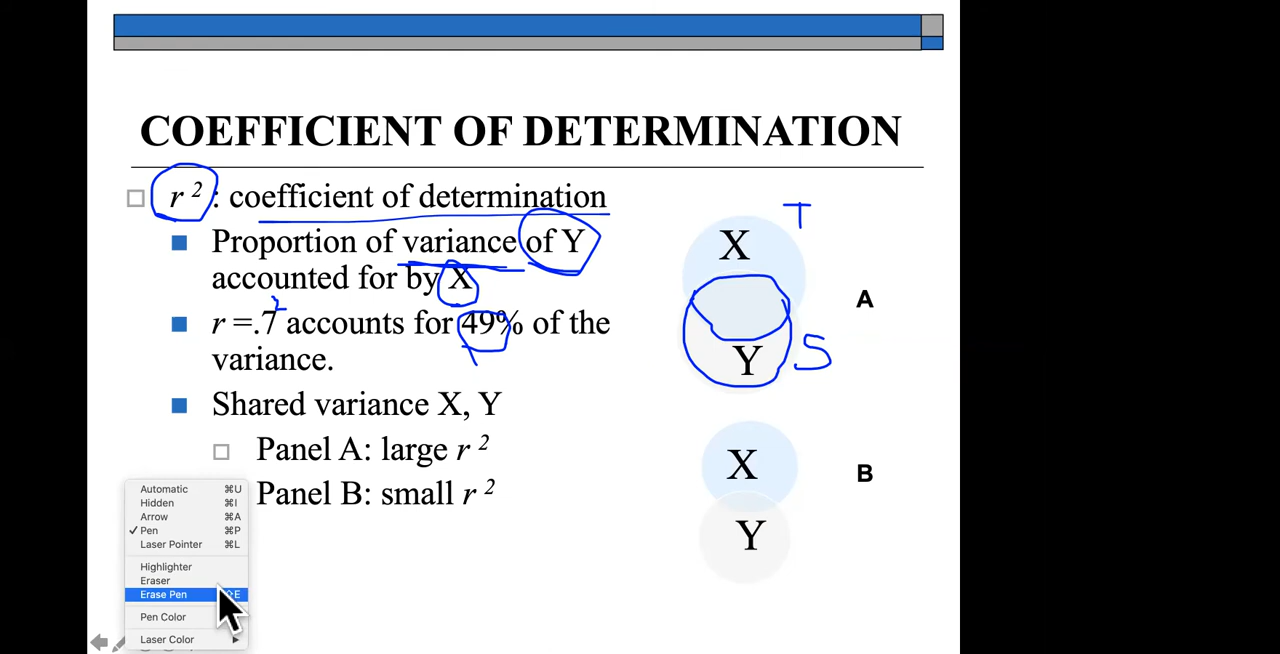 COEFFICIENT OF DETERMINATION
r ² : coefficient of determination
Proportion of variance of Y
accounted for by X
r =.7² accounts for 49% of the
variance.
Shared variance X, Y
Panel A: large r ²
Panel B: small r ²
T
X
A
Y
S
X
B
Y
Automatic ⌘U
Hidden ⌘I
Arrow ⌘A
✓ Pen ⌘P
Laser Pointer ⌘L
Highlighter
Eraser
Erase Pen E
Pen Color
Laser Color